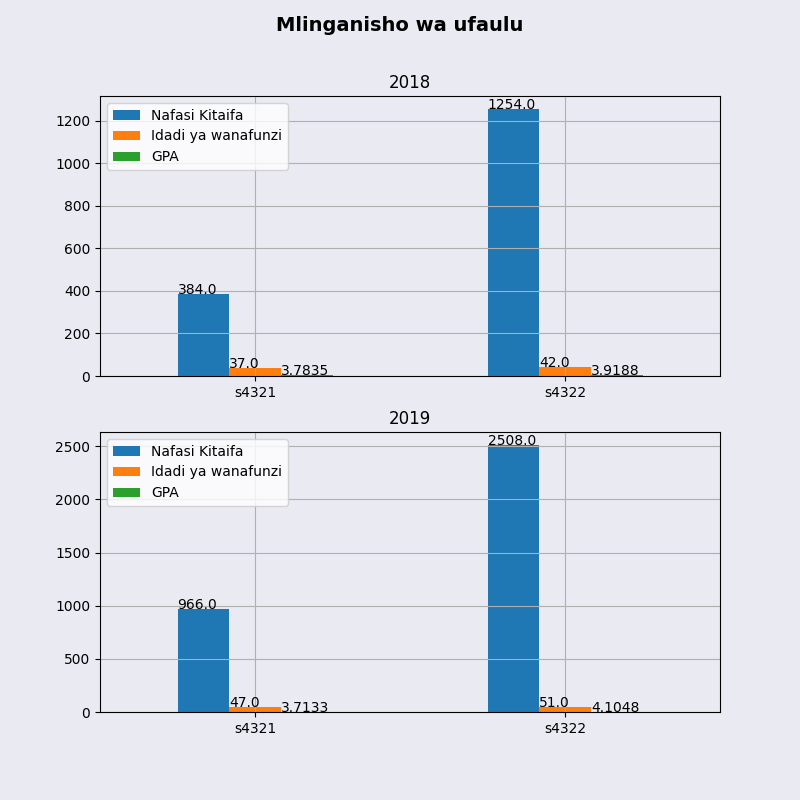 Mlinganisho wa ufaulu
2018
Nafasi Kitaifa
Idadi ya wanafunzi
GPA
1200
1000
800
600
400
200
0
384.0
37.0
3.7835
1254.0
42.0
3.9188
s4321
s4322
2019
Nafasi Kitaifa
Idadi ya wanafunzi
GPA
2500
2000
1500
1000
500
0
966.0
47.0
3.7133
2508.0
51.0
4.1048
s4321
s4322